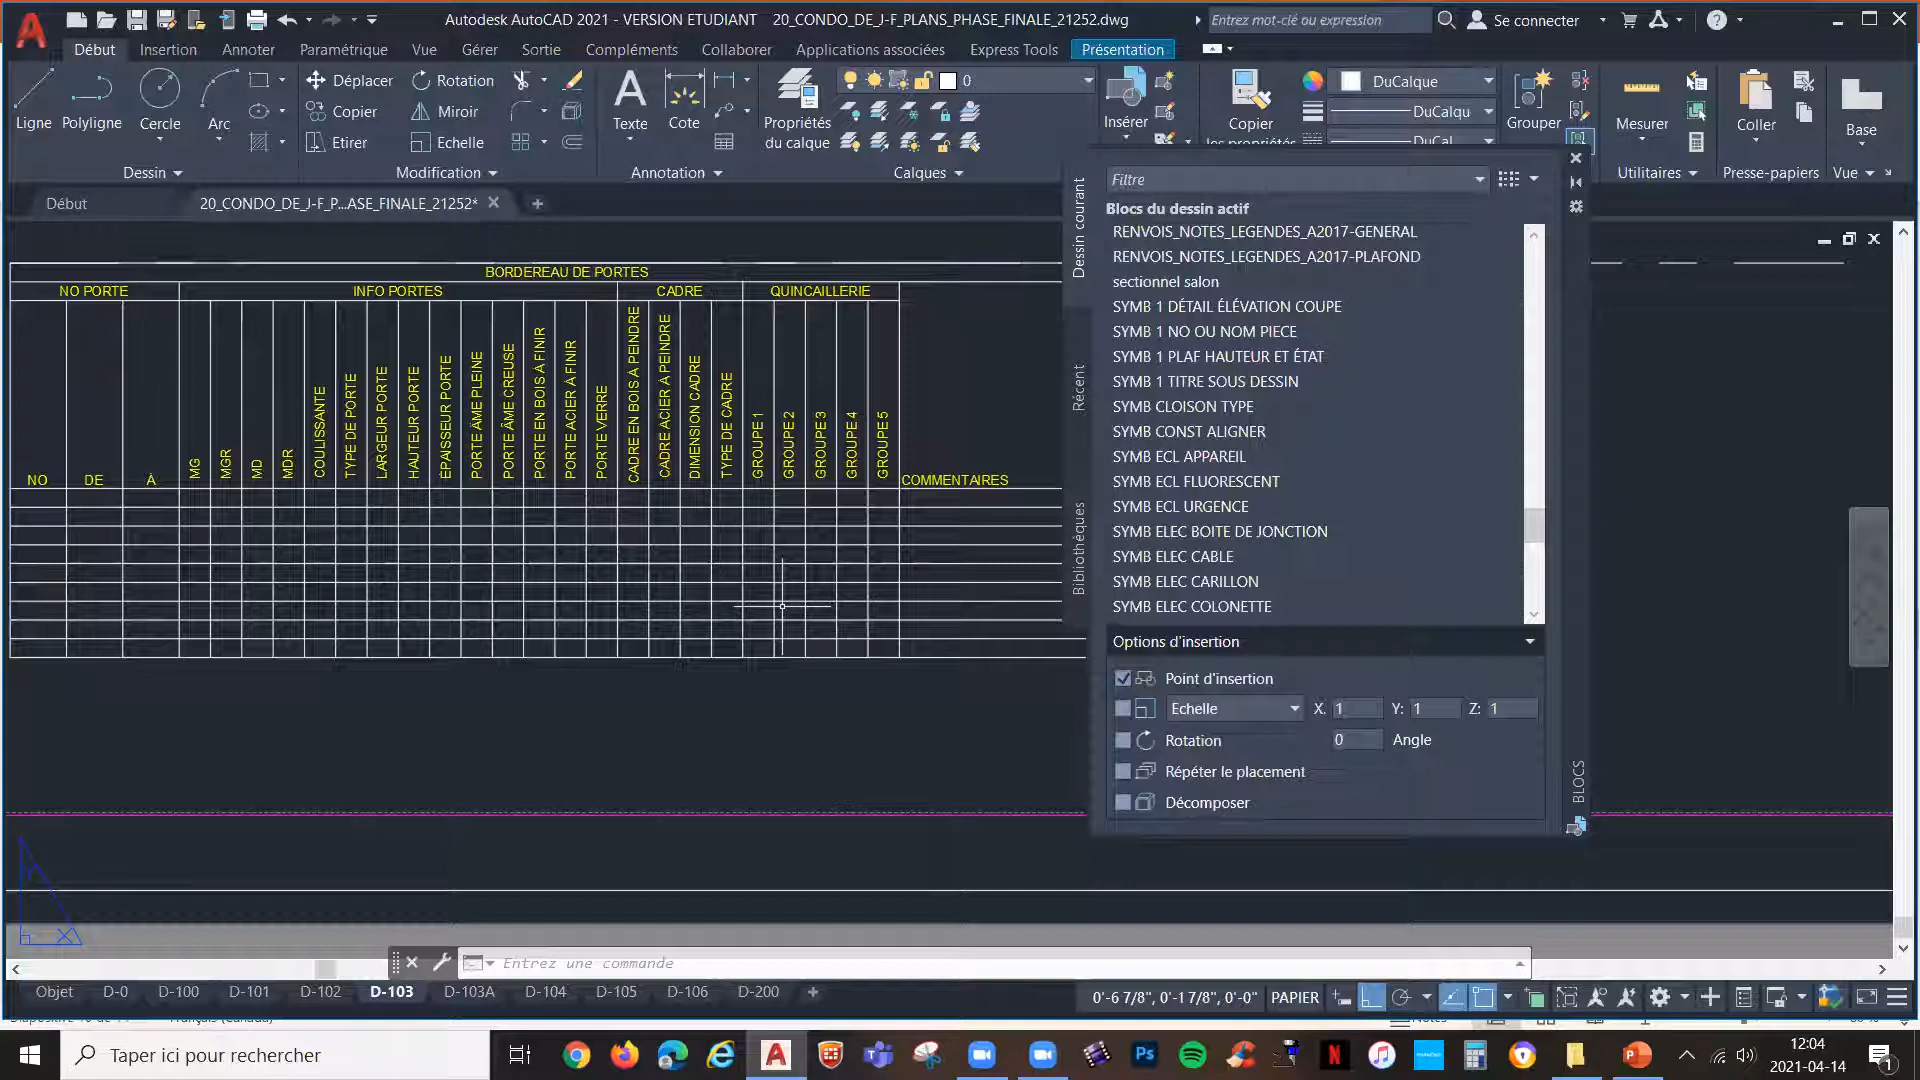 Autodesk AutoCAD 2021 - VERSION ETUDIANT 20_CONDO_DE_J-F_PLANS_PHASE_FINALE_21252.dwg
Entrez mot-clé ou expression
Se connecter
Début Insertion Annoter Paramétrique Vue Gérer Sortie Compléments Collaborer Applications associées Express Tools Présentation
Ligne Polyligne Cercle Arc
Déplacer Rotation
Copier Miroir
Etirer Echelle
Texte Cote
Propriétés du calque
0
Insérer
Copier
DuCalque
DuCalqu
DuCal
Grouper
Mesurer
Coller
Base
Dessin Modification Annotation Calques Utilitaires Presse-papiers Vue
Début 20_CONDO_DE_J-F_P...ASE_FINALE_21252*
BORDEREAU DE PORTES
NO PORTE INFO PORTES CADRE QUINCAILLERIE
NO
DE
À
MG
MGR
MD
MDR
COULISSANTE
TYPE DE PORTE
LARGEUR PORTE
HAUTEUR PORTE
ÉPAISSEUR PORTE
PORTE ÂME PLEINE
PORTE ÂME CREUSE
PORTE EN BOIS À FINIR
PORTE ACIER À FINIR
PORTE VERRE
CADRE EN BOIS À PEINDRE
CADRE ACIER À PEINDRE
DIMENSION CADRE
TYPE DE CADRE
GROUPE 1
GROUPE 2
GROUPE 3
GROUPE 4
GROUPE 5
COMMENTAIRES
Dessin courant
Récent
Bibliothèques
Filtre
Blocs du dessin actif
RENVOIS_NOTES_LEGENDES_A2017-GENERAL
RENVOIS_NOTES_LEGENDES_A2017-PLAFOND
sectionnel salon
SYMB 1 DÉTAIL ÉLÉVATION COUPE
SYMB 1 NO OU NOM PIECE
SYMB 1 PLAF HAUTEUR ET ÉTAT
SYMB 1 TITRE SOUS DESSIN
SYMB CLOISON TYPE
SYMB CONST ALIGNER
SYMB ECL APPAREIL
SYMB ECL FLUORESCENT
SYMB ECL URGENCE
SYMB ELEC BOITE DE JONCTION
SYMB ELEC CABLE
SYMB ELEC CARILLON
SYMB ELEC COLONETTE
Options d'insertion
Point d'insertion
Echelle X. 1 Y: 1 Z: 1
Rotation 0 Angle
Répéter le placement
Décomposer
BLOCS
Entrez une commande
Objet D-0 D-100 D-101 D-102 D-103 D-103A D-104 D-105 D-106 D-200
0'-6 7/8", 0'-1 7/8", 0'-0" PAPIER
Taper ici pour rechercher
12:04
2021-04-14
1